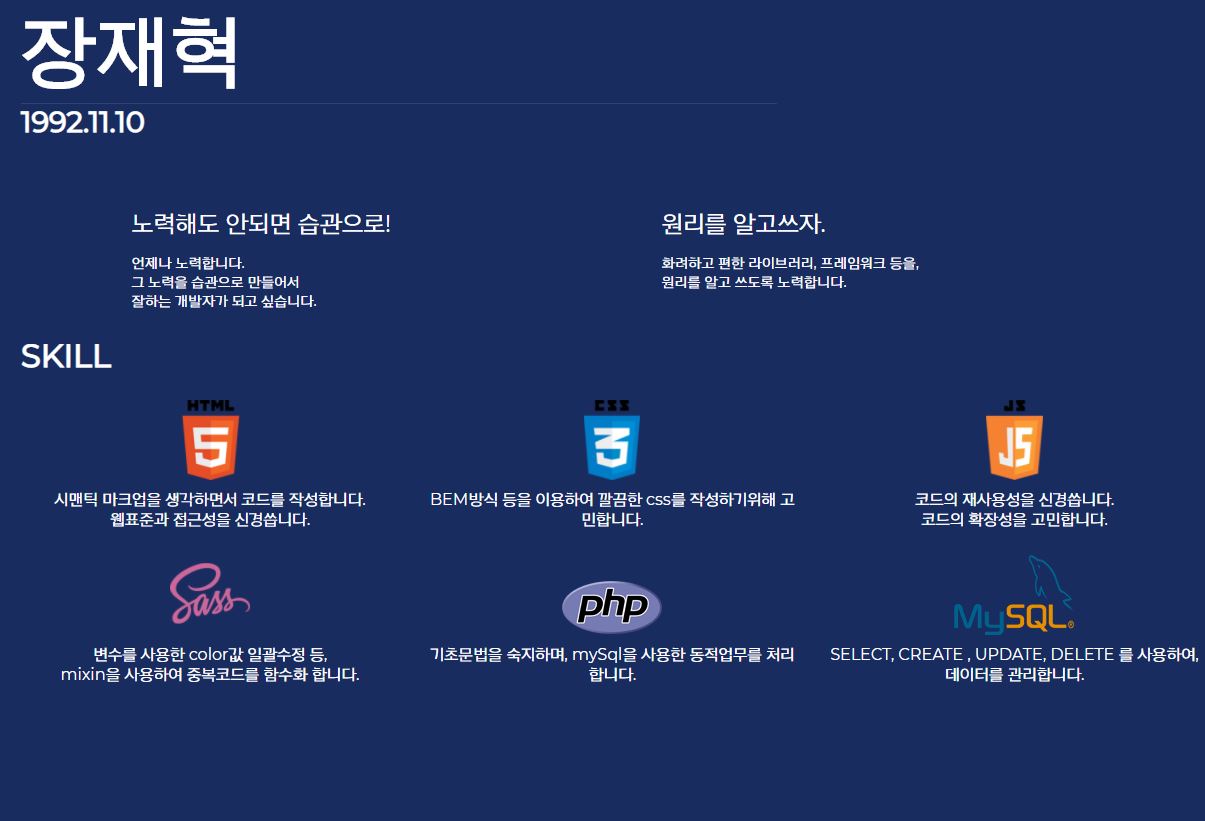 장재혁
1992.11.10
노력해도 안되면 습관으로!
언제나 노력합니다.
그 노력을 습관으로 만들어서
잘하는 개발자가 되고 싶습니다.
원리를 알고쓰자.
화려하고 편한 라이브러리, 프레임워크 등을,
원리를 알고 쓰도록 노력합니다.
SKILL
HTML
5
시맨틱 마크업을 생각하면서 코드를 작성합니다.
웹표준과 접근성을 신경씁니다.
CSS
3
BEM방식 등을 이용하여 깔끔한 css를 작성하기위해 고
민합니다.
JS
JS
코드의 재사용성을 신경씁니다.
코드의 확장성을 고민합니다.
Sass
변수를 사용한 color값 일괄수정 등,
mixin을 사용하여 중복코드를 함수화 합니다.
php
기초문법을 숙지하며, mySql을 사용한 동적업무를 처리
합니다.
MySQL®
SELECT, CREATE , UPDATE, DELETE 를 사용하여,
데이터를 관리합니다.